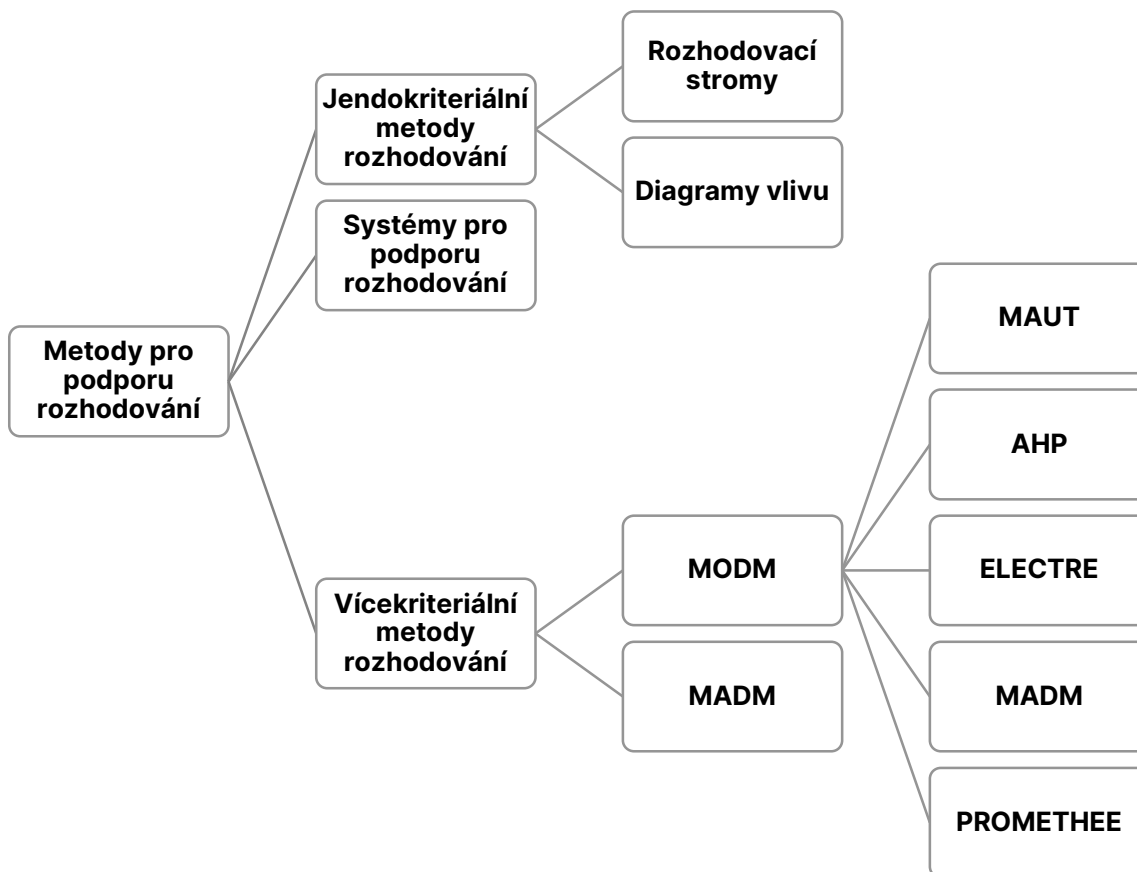 Rozhodovací
stromy
Jendokriteriální
metody
rozhodování
Diagramy vlivu
Systémy pro
podporu
rozhodování
MAUT
Metody pro
podporu
rozhodování
AHP
MODM
ELECTRE
Vícekriteriální
metody
rozhodování
MADM
MADM
PROMETHEE